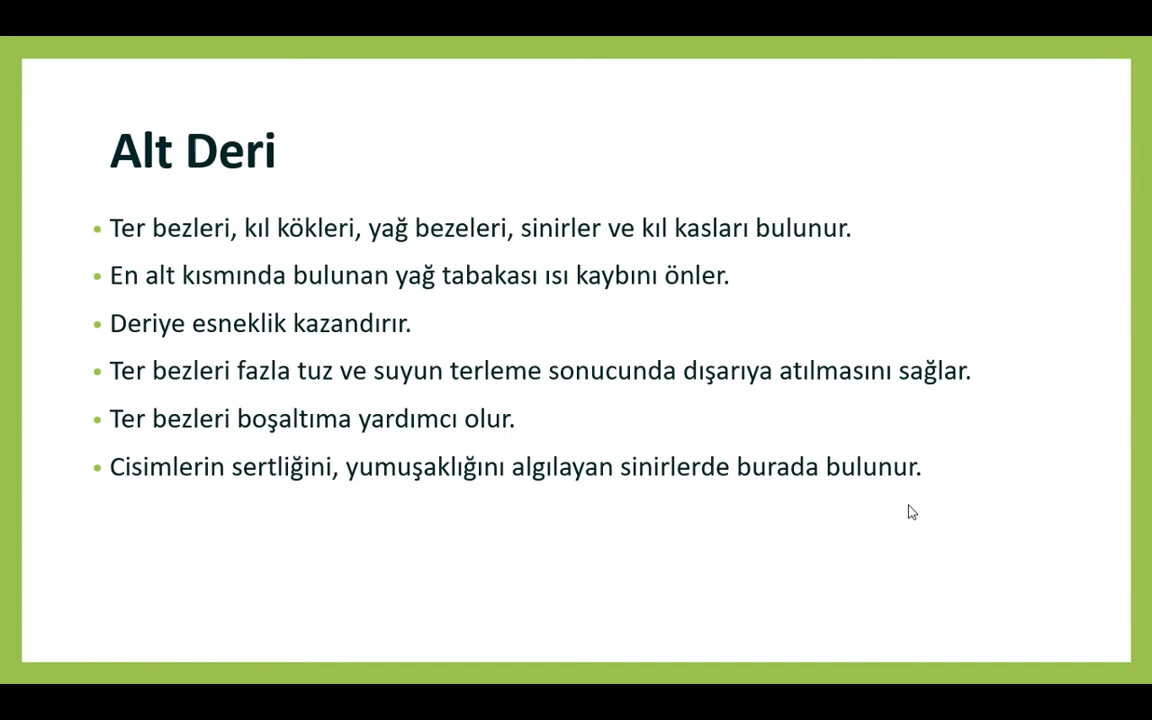 Alt Deri
• Ter bezleri, kıl kökleri, yağ bezeleri, sinirler ve kıl kasları bulunur.
• En alt kısmında bulunan yağ tabakası ısı kaybını önler.
• Deriye esneklik kazandırır.
• Ter bezleri fazla tuz ve suyun terleme sonucunda dışarıya atılmasını sağlar.
• Ter bezleri boşaltıma yardımcı olur.
• Cisimlerin sertliğini, yumuşaklığını algılayan sinirlerde burada bulunur.